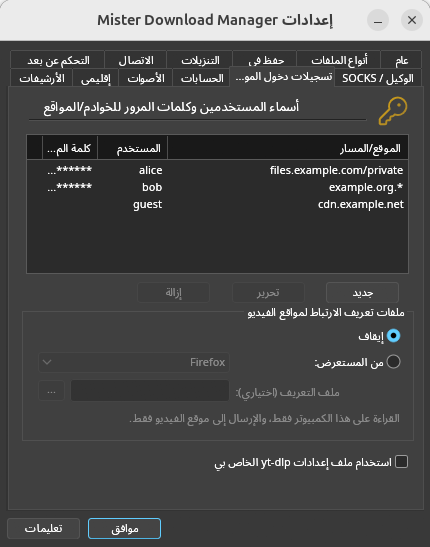 إعدادات Mister Download Manager
عام
أنواع الملفات
حفظ في
التنزيلات
الاتصال
التحكم عن بعد
الوكيل / SOCKS
تسجيلات دخول المو...
الحسابات
الأصوات
إقليمي
الأرشيفات
أسماء المستخدمين وكلمات المرور للخوادم/المواقع
الموقع/المسار
المستخدم
كلمة الم...
files.example.com/private
alice
******...
*.example.org
bob
******...
cdn.example.net
guest
جديد
تحرير
إزالة
ملفات تعريف الارتباط لمواقع الفيديو
إيقاف
من المستعرض:
Firefox
ملف التعريف (اختياري):
...
القراءة على هذا الكمبيوتر فقط، والإرسال إلى موقع الفيديو فقط.
استخدام ملف إعدادات yt-dlp الخاص بي
موافق
تعليمات